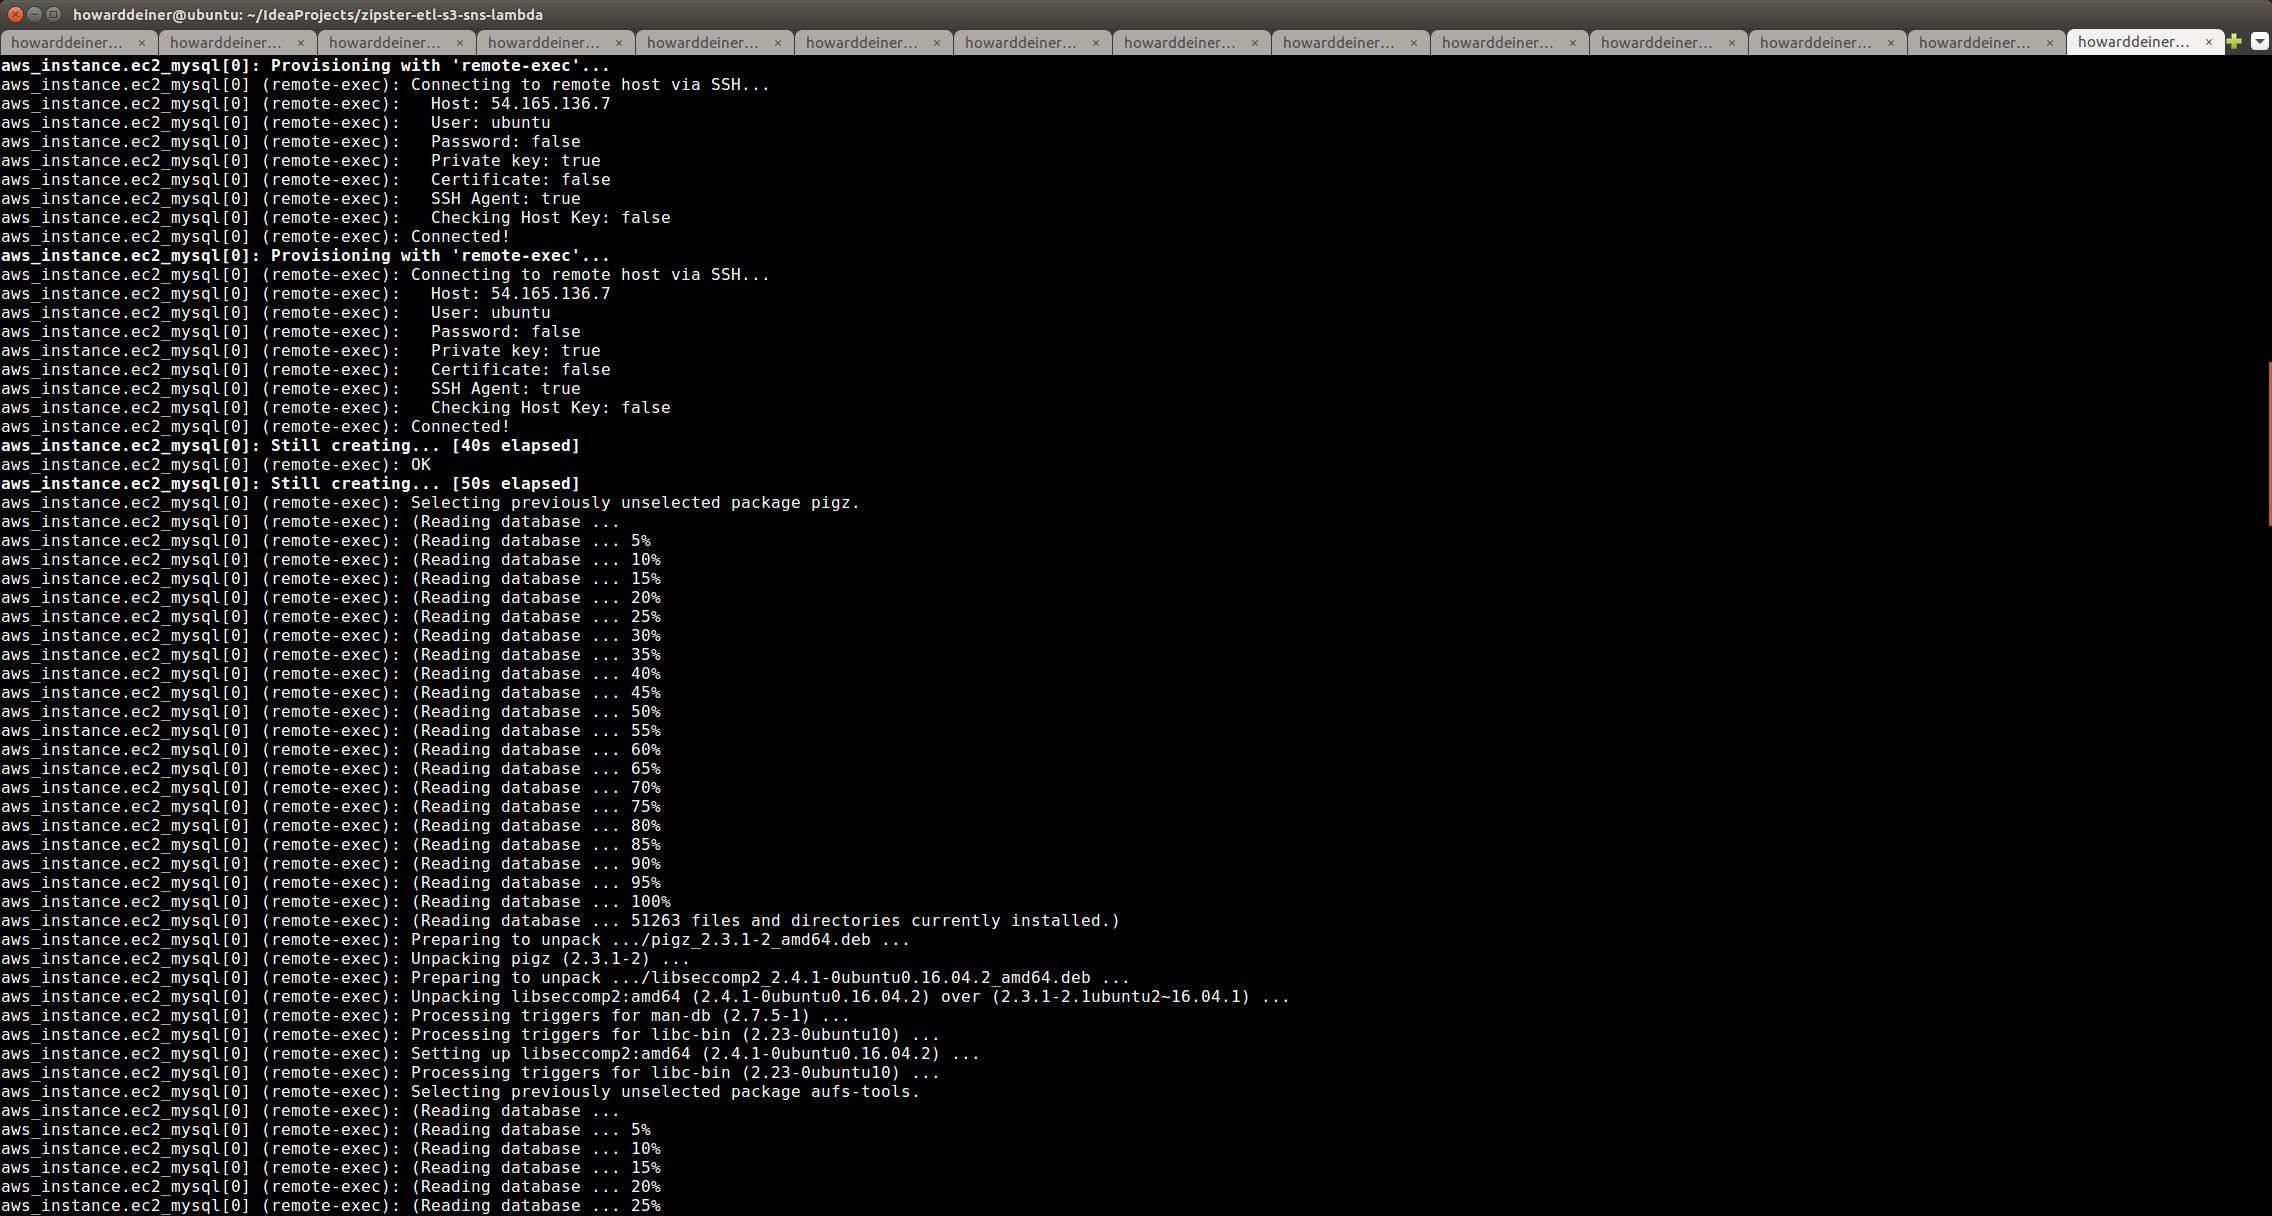 howarddeiner@ubuntu: ~/IdeaProjects/zipster-etl-s3-sns-lambda
howarddeiner... × howarddeiner... × howarddeiner... × howarddeiner... × howarddeiner... × howarddeiner... × howarddeiner... × howarddeiner... × howarddeiner... × howarddeiner... × howarddeiner... × howarddeiner... × howarddeiner... × howarddeiner... ×
aws_instance.ec2_mysql[0]: Provisioning with 'remote-exec'...
aws_instance.ec2_mysql[0] (remote-exec): Connecting to remote host via SSH...
aws_instance.ec2_mysql[0] (remote-exec):   Host: 54.165.136.7
aws_instance.ec2_mysql[0] (remote-exec):   User: ubuntu
aws_instance.ec2_mysql[0] (remote-exec):   Password: false
aws_instance.ec2_mysql[0] (remote-exec):   Private key: true
aws_instance.ec2_mysql[0] (remote-exec):   Certificate: false
aws_instance.ec2_mysql[0] (remote-exec):   SSH Agent: true
aws_instance.ec2_mysql[0] (remote-exec):   Checking Host Key: false
aws_instance.ec2_mysql[0] (remote-exec): Connected!
aws_instance.ec2_mysql[0]: Provisioning with 'remote-exec'...
aws_instance.ec2_mysql[0] (remote-exec): Connecting to remote host via SSH...
aws_instance.ec2_mysql[0] (remote-exec):   Host: 54.165.136.7
aws_instance.ec2_mysql[0] (remote-exec):   User: ubuntu
aws_instance.ec2_mysql[0] (remote-exec):   Password: false
aws_instance.ec2_mysql[0] (remote-exec):   Private key: true
aws_instance.ec2_mysql[0] (remote-exec):   Certificate: false
aws_instance.ec2_mysql[0] (remote-exec):   SSH Agent: true
aws_instance.ec2_mysql[0] (remote-exec):   Checking Host Key: false
aws_instance.ec2_mysql[0] (remote-exec): Connected!
aws_instance.ec2_mysql[0]: Still creating... [40s elapsed]
aws_instance.ec2_mysql[0] (remote-exec): OK
aws_instance.ec2_mysql[0]: Still creating... [50s elapsed]
aws_instance.ec2_mysql[0] (remote-exec): Selecting previously unselected package pigz.
aws_instance.ec2_mysql[0] (remote-exec): (Reading database ...
aws_instance.ec2_mysql[0] (remote-exec): (Reading database ... 5%
aws_instance.ec2_mysql[0] (remote-exec): (Reading database ... 10%
aws_instance.ec2_mysql[0] (remote-exec): (Reading database ... 15%
aws_instance.ec2_mysql[0] (remote-exec): (Reading database ... 20%
aws_instance.ec2_mysql[0] (remote-exec): (Reading database ... 25%
aws_instance.ec2_mysql[0] (remote-exec): (Reading database ... 30%
aws_instance.ec2_mysql[0] (remote-exec): (Reading database ... 35%
aws_instance.ec2_mysql[0] (remote-exec): (Reading database ... 40%
aws_instance.ec2_mysql[0] (remote-exec): (Reading database ... 45%
aws_instance.ec2_mysql[0] (remote-exec): (Reading database ... 50%
aws_instance.ec2_mysql[0] (remote-exec): (Reading database ... 55%
aws_instance.ec2_mysql[0] (remote-exec): (Reading database ... 60%
aws_instance.ec2_mysql[0] (remote-exec): (Reading database ... 65%
aws_instance.ec2_mysql[0] (remote-exec): (Reading database ... 70%
aws_instance.ec2_mysql[0] (remote-exec): (Reading database ... 75%
aws_instance.ec2_mysql[0] (remote-exec): (Reading database ... 80%
aws_instance.ec2_mysql[0] (remote-exec): (Reading database ... 85%
aws_instance.ec2_mysql[0] (remote-exec): (Reading database ... 90%
aws_instance.ec2_mysql[0] (remote-exec): (Reading database ... 95%
aws_instance.ec2_mysql[0] (remote-exec): (Reading database ... 100%
aws_instance.ec2_mysql[0] (remote-exec): (Reading database ... 51263 files and directories currently installed.)
aws_instance.ec2_mysql[0] (remote-exec): Preparing to unpack .../pigz_2.3.1-2_amd64.deb ...
aws_instance.ec2_mysql[0] (remote-exec): Unpacking pigz (2.3.1-2) ...
aws_instance.ec2_mysql[0] (remote-exec): Preparing to unpack .../libseccomp2_2.4.1-0ubuntu0.16.04.2_amd64.deb ...
aws_instance.ec2_mysql[0] (remote-exec): Unpacking libseccomp2:amd64 (2.4.1-0ubuntu0.16.04.2) over (2.3.1-2.1ubuntu2~16.04.1) ...
aws_instance.ec2_mysql[0] (remote-exec): Processing triggers for man-db (2.7.5-1) ...
aws_instance.ec2_mysql[0] (remote-exec): Processing triggers for libc-bin (2.23-0ubuntu10) ...
aws_instance.ec2_mysql[0] (remote-exec): Setting up libseccomp2:amd64 (2.4.1-0ubuntu0.16.04.2) ...
aws_instance.ec2_mysql[0] (remote-exec): Processing triggers for libc-bin (2.23-0ubuntu10) ...
aws_instance.ec2_mysql[0] (remote-exec): Selecting previously unselected package aufs-tools.
aws_instance.ec2_mysql[0] (remote-exec): (Reading database ...
aws_instance.ec2_mysql[0] (remote-exec): (Reading database ... 5%
aws_instance.ec2_mysql[0] (remote-exec): (Reading database ... 10%
aws_instance.ec2_mysql[0] (remote-exec): (Reading database ... 15%
aws_instance.ec2_mysql[0] (remote-exec): (Reading database ... 20%
aws_instance.ec2_mysql[0] (remote-exec): (Reading database ... 25%